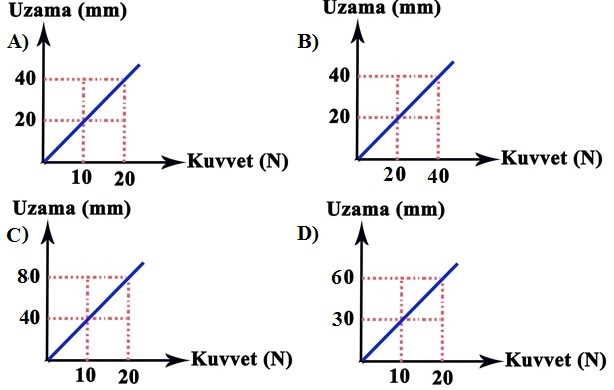 Uzama (mm)
A)
40
20
10 20
Kuvvet (N)
Uzama (mm)
B)
40
20
20 40
Kuvvet (N)
Uzama (mm)
C)
80
40
10 20
Kuvvet (N)
Uzama (mm)
D)
60
30
10 20
Kuvvet (N)